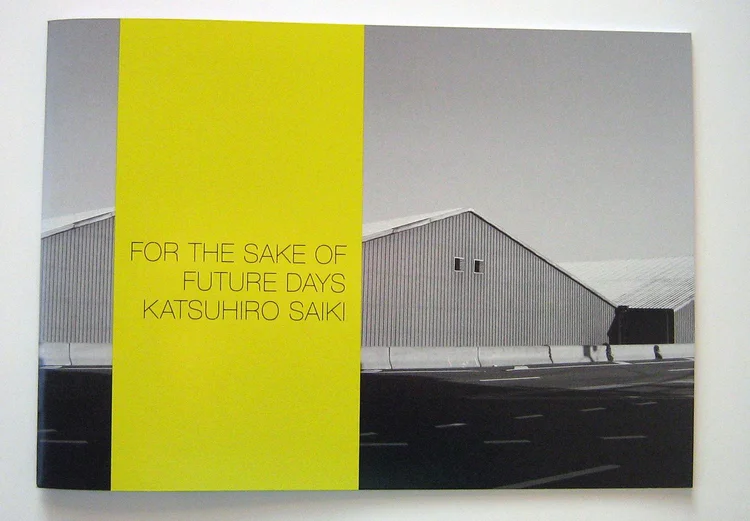 FOR THE SAKE OF
FUTURE DAYS
KATSUHIRO SAIKI